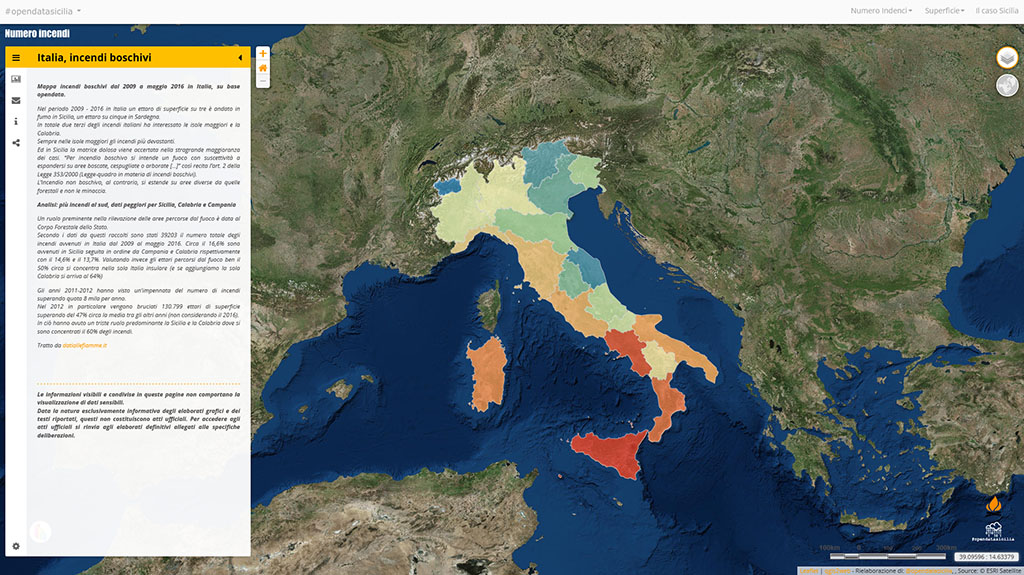 #opendatasicilia
Numero Indenci
Superficie
Il caso Sicilia
Numero incendi
Italia, incendi boschivi
Mappa incendi boschivi dal 2009 a maggio 2016 in Italia, su base
opendata.
Nel periodo 2009 - 2016 in Italia un ettaro di superficie su tre è andato in
fumo in Sicilia, un ettaro su cinque in Sardegna.
In totale due terzi degli incendi italiani ha interessato le isole maggiori e la
Calabria.
Sempre nelle isole maggiori gli incendi più devastanti.
Ed in Sicilia la matrice dolosa viene accertata nella stragrande maggioranza
dei casi. "Per incendio boschivo si intende un fuoco con suscettività a
espandersi su aree boscate, cespugliate o arborate [...]" così recita l'art. 2 della
Legge 353/2000 (Legge-quadro in materia di incendi boschivi).
L'incendio non boschivo, al contrario, si estende su aree diverse da quelle
forestali e non le minaccia.
Analisi: più incendi al sud, dati peggiori per Sicilia, Calabria e Campania
Un ruolo preminente nella rilevazione delle aree percorse dal fuoco è data al
Corpo Forestale dello Stato.
Secondo i dati da questi raccolti sono stati 39203 il numero totale degli
incendi avvenuti in Italia dal 2009 al maggio 2016. Circa il 16,6% sono
avvenuti in Sicilia seguita in ordine da Campania e Calabria rispettivamente
con il 14,6% e il 13,7%. Valutando invece gli ettari percorsi dal fuoco ben il
50% circa si concentra nella sola Italia insulare (e se aggiungiamo la sola
Calabria si arriva al 64%)
Gli anni 2011-2012 hanno visto un'impennata del numero di incendi
superando quota 8 mila per anno.
Nel 2012 in particolare vengono bruciati 130.799 ettari di superficie
superando del 47% circa la media tra gli altri anni (non considerando il 2016).
In ciò hanno avuto un triste ruolo predominante la Sicilia e la Calabria dove si
sono concentrati il 60% degli incendi.
Tratto da datiallefiamme.it
Le informazioni visibili e condivise in queste pagine non comportano la
visualizzazione di dati sensibili.
Data la natura esclusivamente informativa degli elaborati grafici e dei
testi riportati, questi non costituiscono atti ufficiali. Per accedere agli
atti ufficiali si rinvia agli elaborati definitivi allegati alle specifiche
deliberazioni.
#opendatasicilia
100km 0 300km
39.09596 : 14.63379
Leaflet | - Rielaborazione di: #opendatasicilia, , Source: © ESRI Satellite